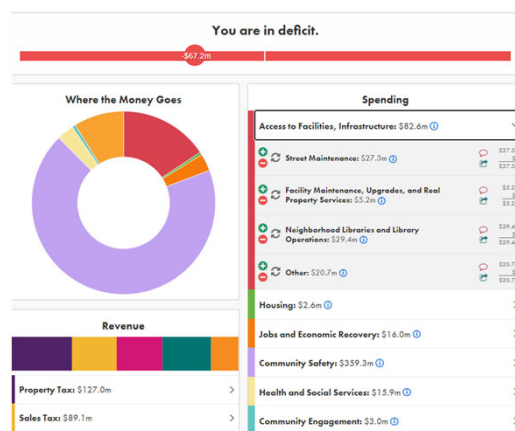 You are in deficit.
-$67.2m
Where the Money Goes
Spending
Access to Facilities, Infrastructure: $82.6m
Street Maintenance: $27.3m
Facility Maintenance, Upgrades, and Real
Property Services: $5.2m
Neighborhood Libraries and Library
Operations: $29.4m
Other: $20.7m
Housing: $2.6m
Jobs and Economic Recovery: $16.0m
Community Safety: $359.3m
Health and Social Services: $15.9m
Community Engagement: $3.0m
Revenue
Property Tax: $127.0m
Sales Tax: $89.1m